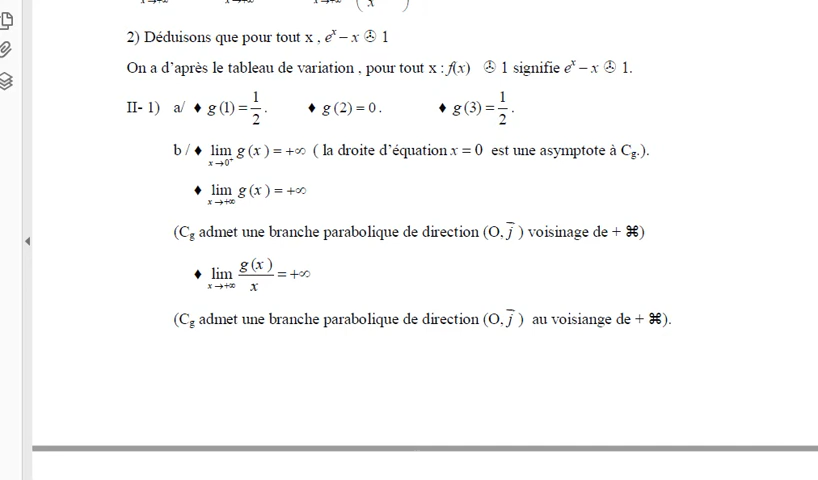 2) Déduisons que pour tout x , eˣ – x ✇ 1
On a d’après le tableau de variation , pour tout x : f(x) ✇ 1 signifie eˣ – x ✇ 1.
II- 1) a/ ♦ g(1) = 1/2 . ♦ g(2) = 0 . ♦ g(3) = 1/2 .
b / ♦ lim x→0⁺ g(x) = +∞ ( la droite d’équation x = 0 est une asymptote à Cg.).
♦ lim x→+∞ g(x) = +∞
(Cg admet une branche parabolique de direction (O, j̅ ) voisinage de + ⌘)
♦ lim x→+∞ g(x)/x = +∞
(Cg admet une branche parabolique de direction (O, j̅ ) au voisiange de + ⌘).